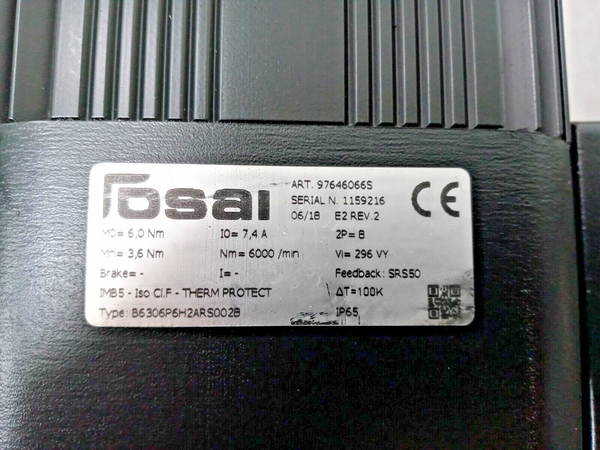 rosai
ART. 97646066S
SERIAL N. 1159216
06/18 E2 REV.2
CE
M0= 6,0 Nm I0= 7,4 A 2P= 8
Mn= 3,6 Nm Nm= 6000 /min Vi= 296 VY
Brake= - I= - Feedback: SRS50
IMB5 - Iso Cl.F - THERM PROTECT ΔT=100K
Type: B6306P6H2ARS002B IP65